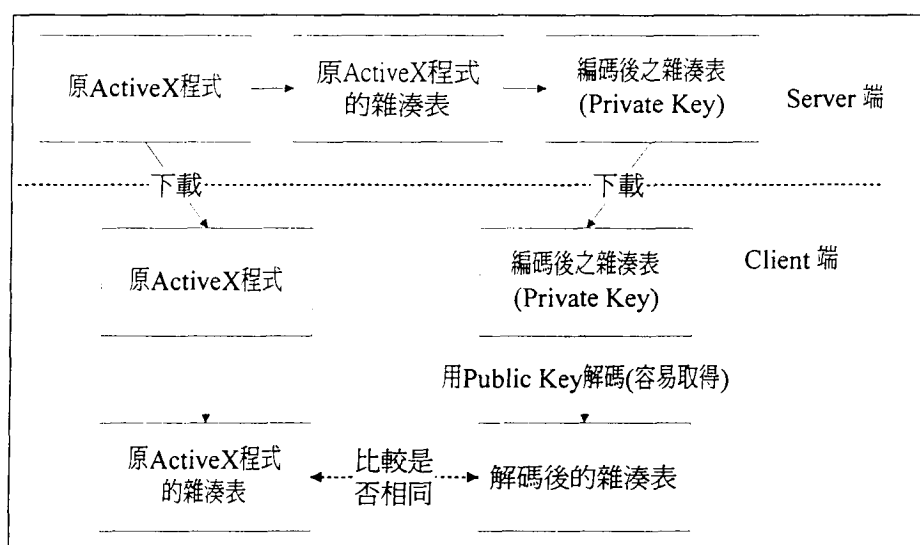 原ActiveX程式
原ActiveX程式
的雜湊表
編碼後之雜湊表
(Private Key)
Server 端
下載
下載
原ActiveX程式
編碼後之雜湊表
(Private Key)
Client 端
用Public Key解碼(容易取得)
原ActiveX程式
的雜湊表
比較是
否相同
解碼後的雜湊表